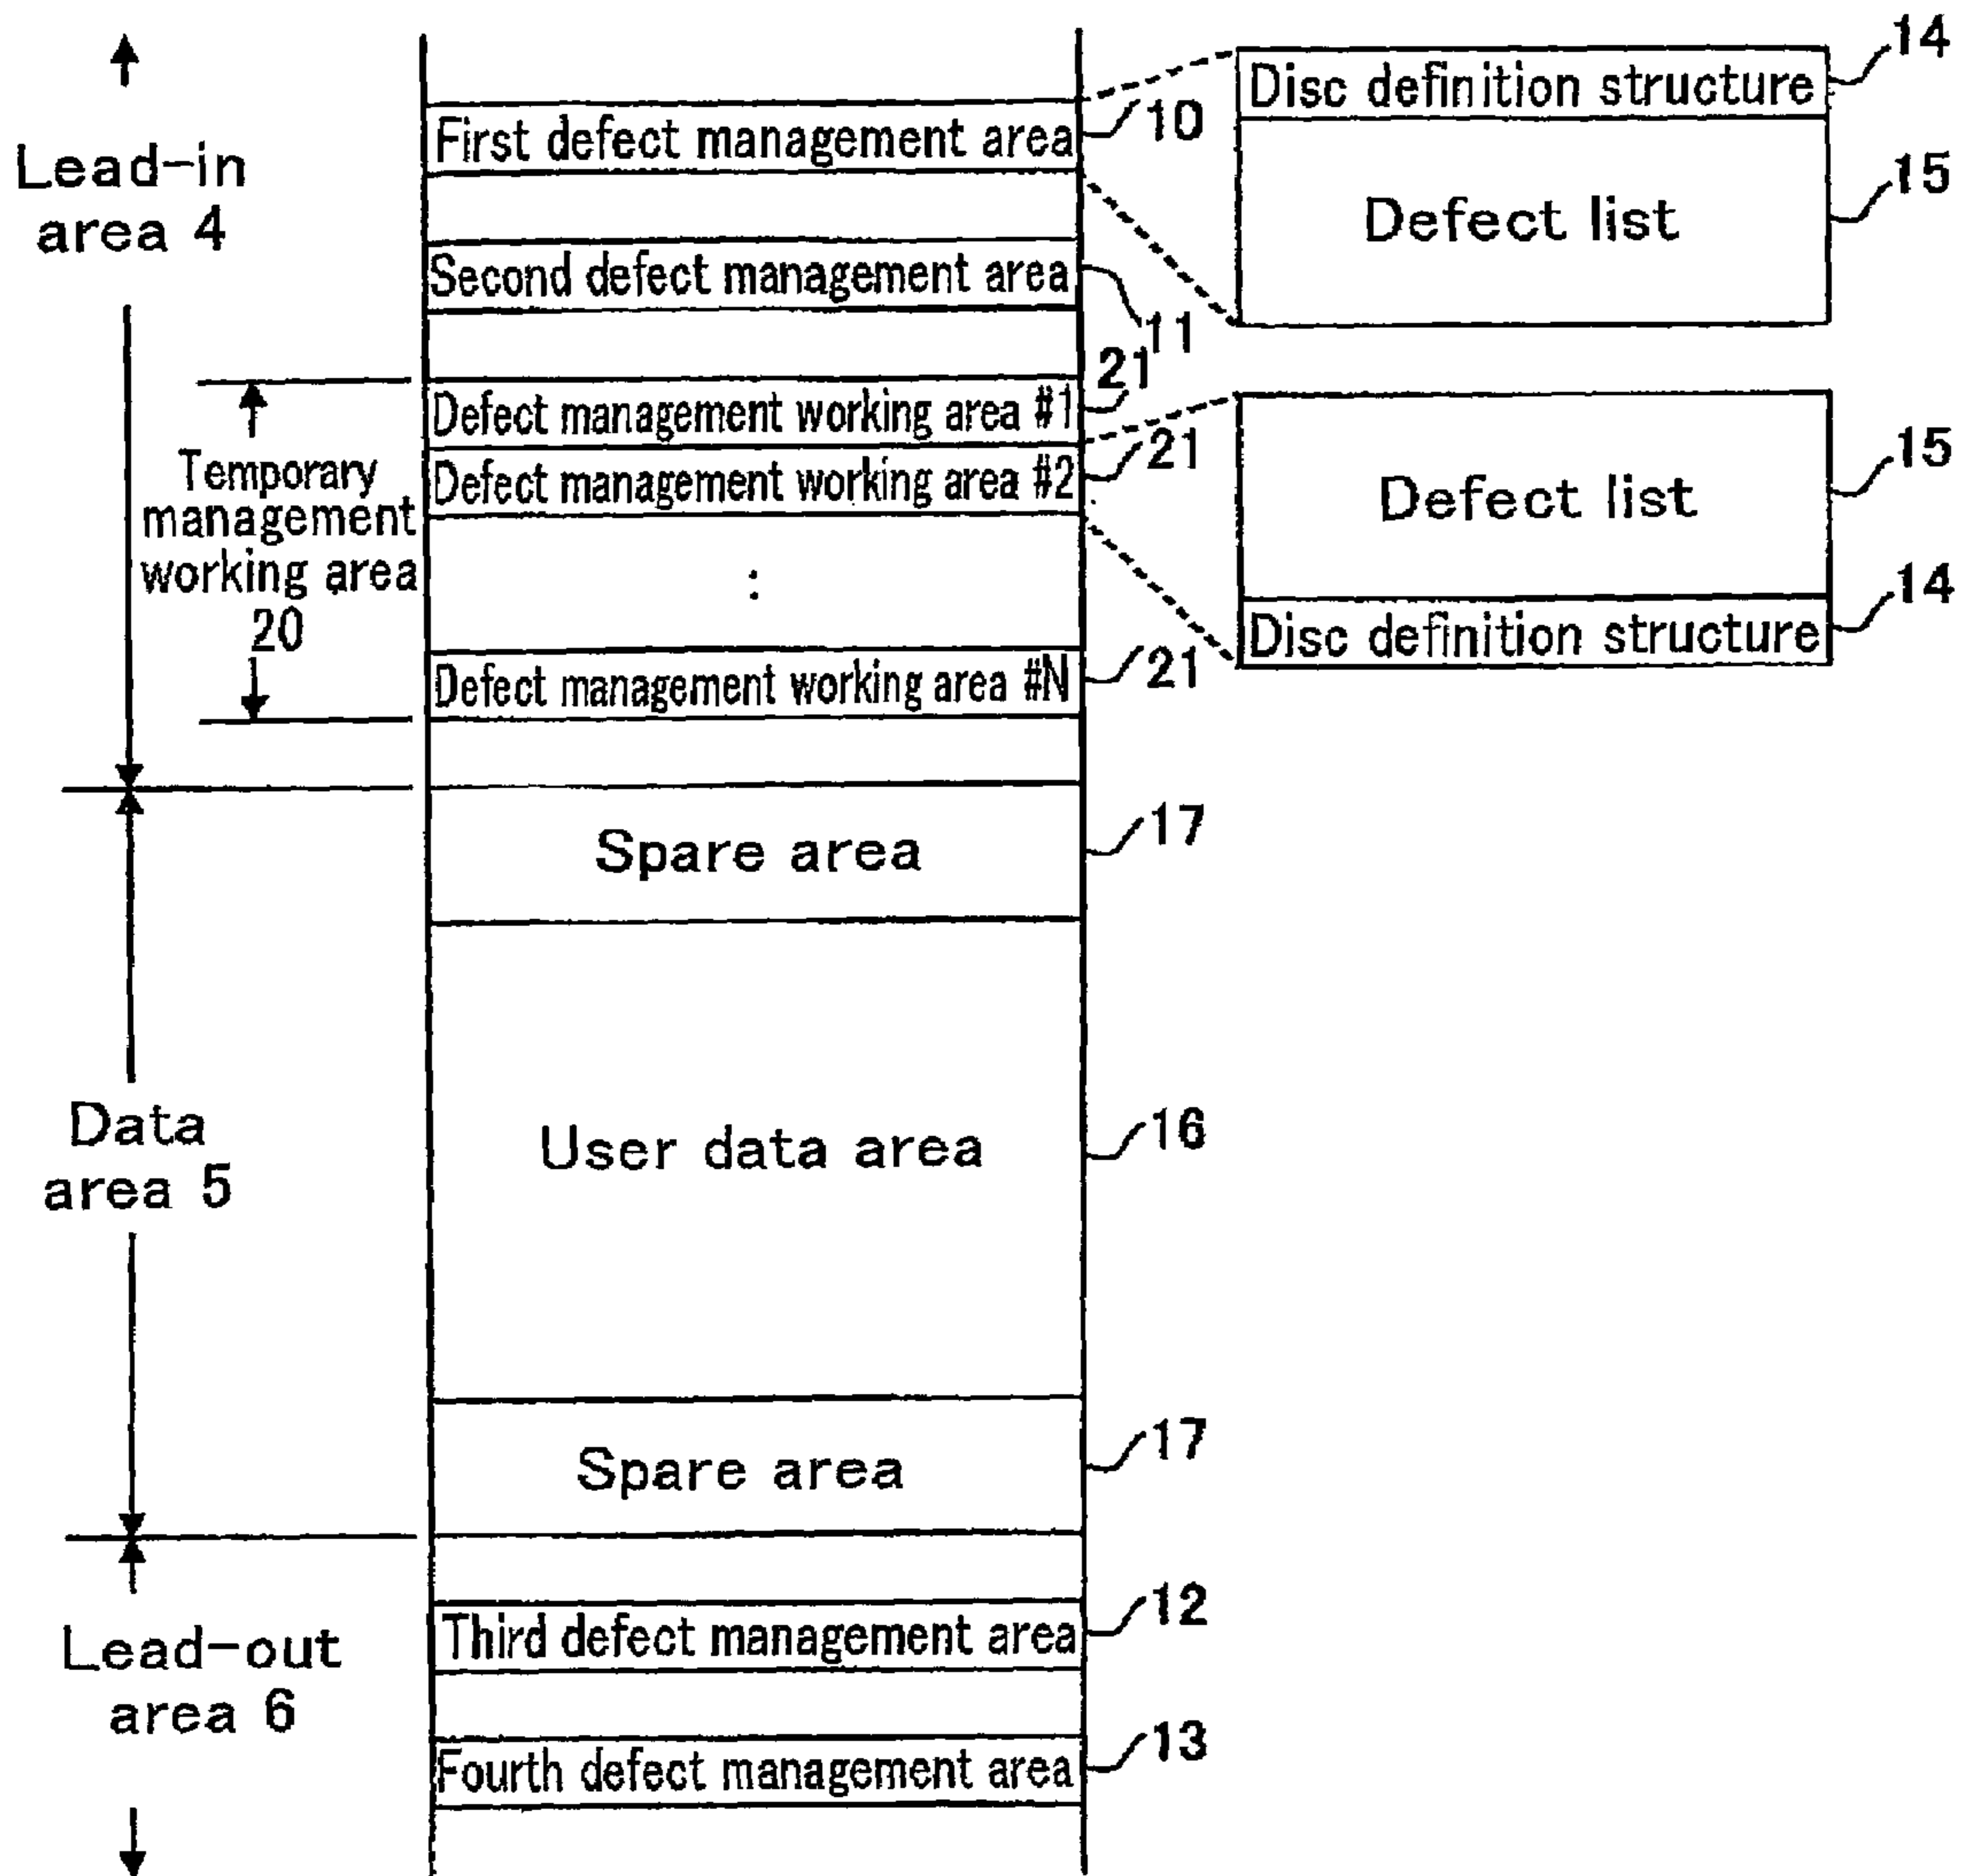 Lead-in
area 4
Temporary
management
working area
20
Data
area 5
Lead-out
area 6
First defect management area
10
Second defect management area
11
Defect management working area #1
21
Defect management working area #2
21
:
Defect management working area #N
21
Spare area
17
User data area
16
Spare area
17
Third defect management area
12
Fourth defect management area
13
Disc definition structure
14
Defect list
15
Defect list
15
Disc definition structure
14